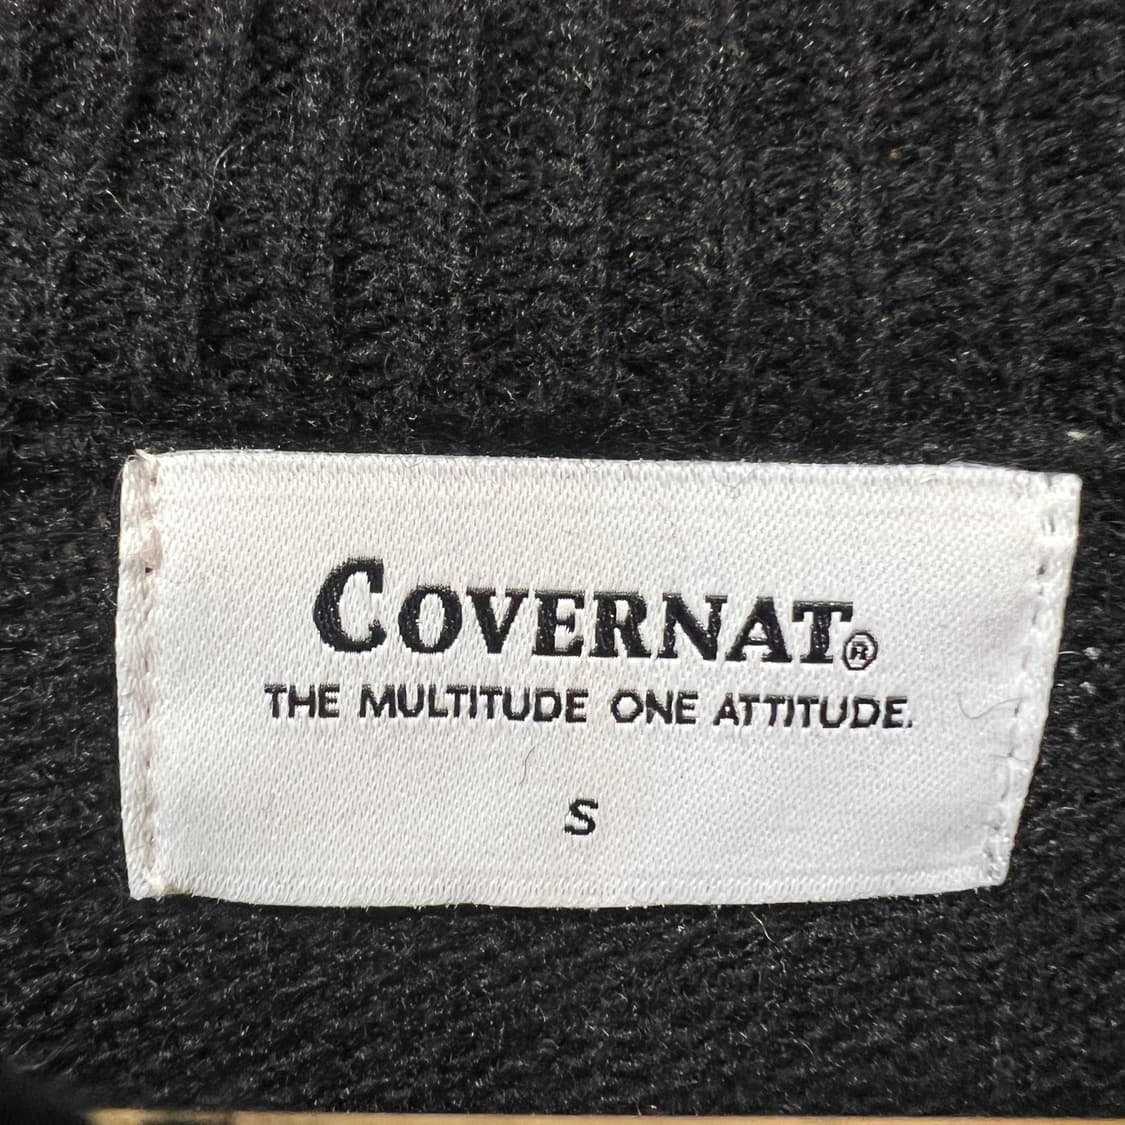 COVERNAT®
THE MULTITUDE ONE ATTITUDE.
S